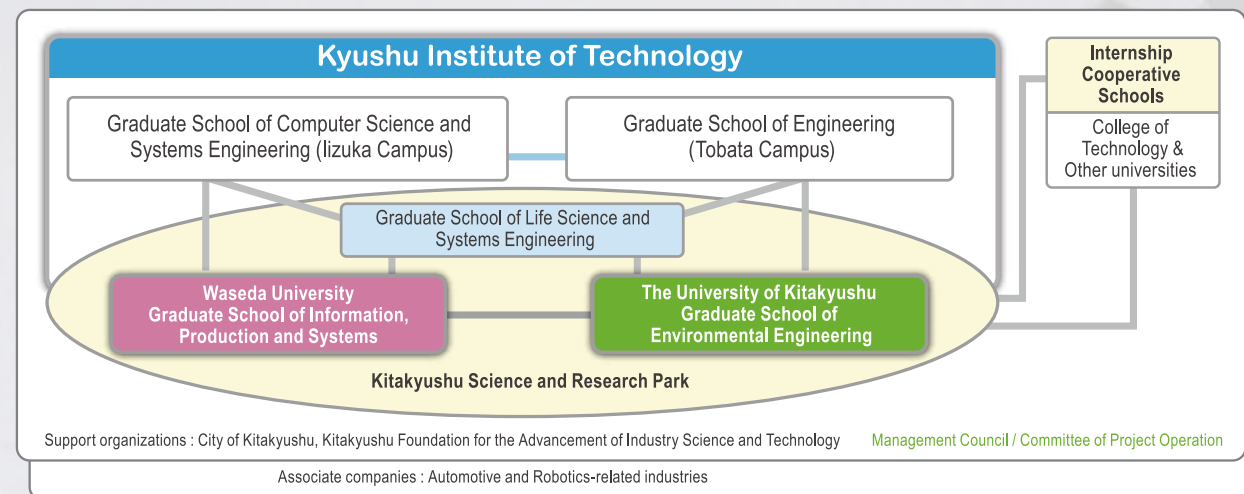 Kyushu Institute of Technology
Graduate School of Computer Science and
Systems Engineering (Iizuka Campus)
Graduate School of Engineering
(Tobata Campus)
Internship
Cooperative
Schools
College of
Technology &
Other universities
Graduate School of Life Science and
Systems Engineering
Waseda University
Graduate School of Information,
Production and Systems
The University of Kitakyushu
Graduate School of
Environmental Engineering
Kitakyushu Science and Research Park
Support organizations : City of Kitakyushu, Kitakyushu Foundation for the Advancement of Industry Science and Technology
Management Council / Committee of Project Operation
Associate companies : Automotive and Robotics-related industries